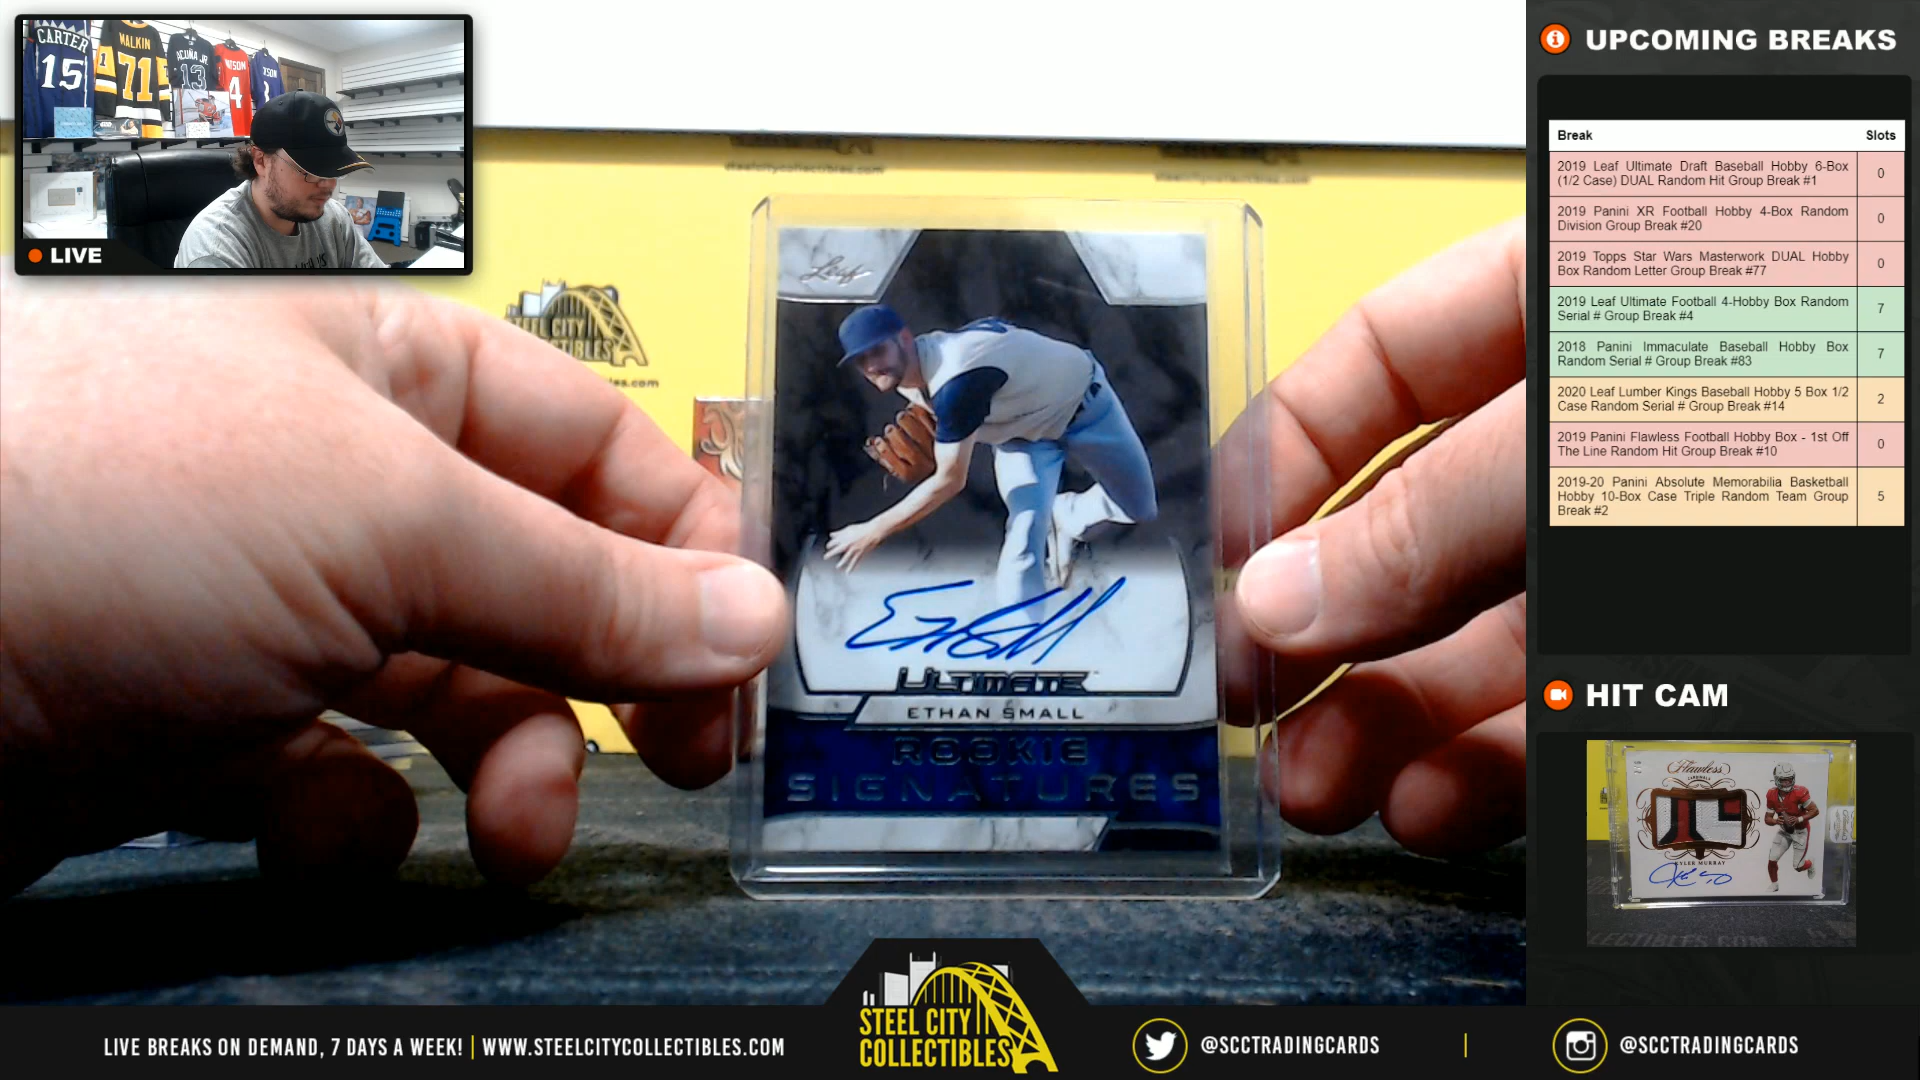 CARTER
15
MALKIN
71
ACUÑA JR
13
4
LIVE
steelcitycollectibles.com
STEEL CITY
Leaf
ULTIMATE
ETHAN SMALL
ROOKIE
SIGNATURES
UPCOMING BREAKS
Break Slots
2019 Leaf Ultimate Draft Baseball Hobby 6-Box
(1/2 Case) DUAL Random Hit Group Break #1 0
2019 Panini XR Football Hobby 4-Box Random
Division Group Break #20 0
2019 Topps Star Wars Masterwork DUAL Hobby
Box Random Letter Group Break #77 0
2019 Leaf Ultimate Football 4-Hobby Box Random
Serial # Group Break #4 7
2018 Panini Immaculate Baseball Hobby Box
Random Serial # Group Break #83 7
2020 Leaf Lumber Kings Baseball Hobby 5 Box 1/2
Case Random Serial # Group Break #14 2
2019 Panini Flawless Football Hobby Box - 1st Off
The Line Random Hit Group Break #10 0
2019-20 Panini Absolute Memorabilia Basketball
Hobby 10-Box Case Triple Random Team Group
Break #2 5
HIT CAM
Flawless
KYLER MURRAY
LIVE BREAKS ON DEMAND, 7 DAYS A WEEK! | WWW.STEELCITYCOLLECTIBLES.COM
STEEL CITY
COLLECTIBLES
@SCCTRADINGCARDS | @SCCTRADINGCARDS